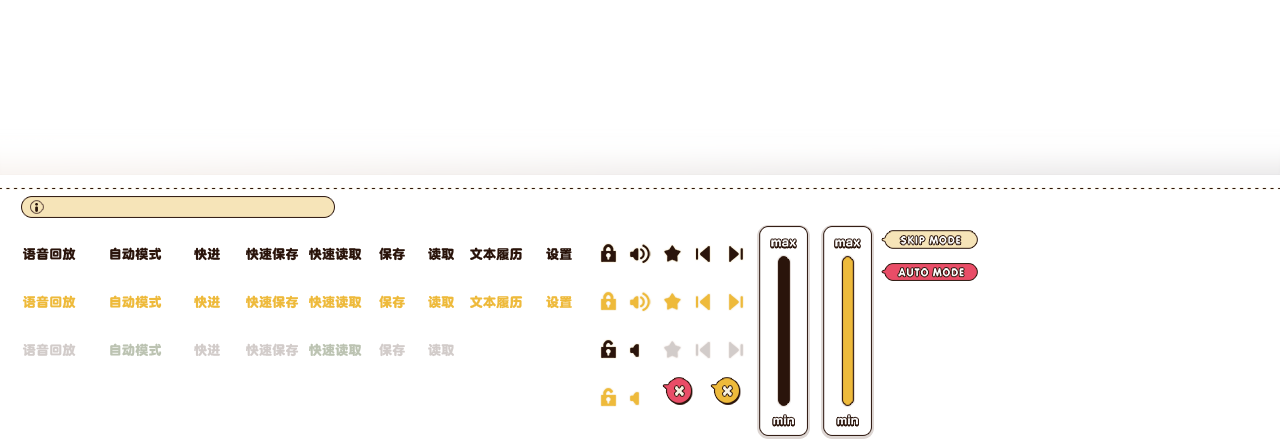 max max SKIP MODE
语音回放 自动模式 快进 快速保存 快速读取 保存 读取 文本履历 设置
AUTO MODE
语音回放 自动模式 快进 快速保存 快速读取 保存 读取 文本履历 设置
语音回放 自动模式 快进 快速保存 快速读取 保存 读取
min min